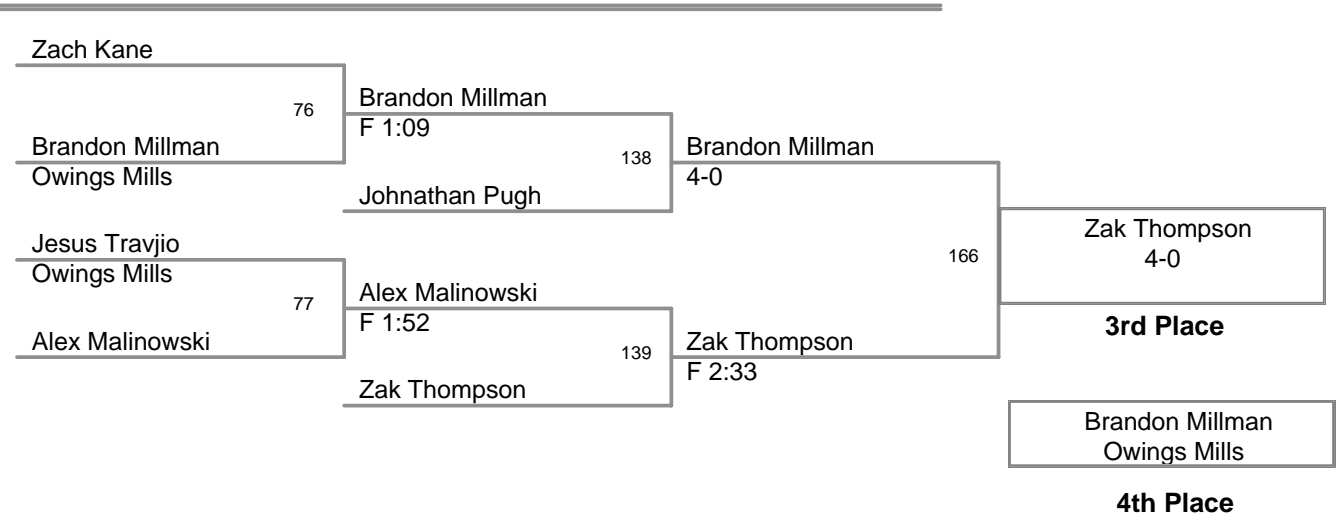 Zach Kane
76
Brandon Millman
F 1:09
Brandon Millman
Owings Mills
138
Brandon Millman
4-0
Johnathan Pugh
Jesus Travjio
Owings Mills
77
Alex Malinowski
F 1:52
Alex Malinowski
139
Zak Thompson
F 2:33
Zak Thompson
166
Zak Thompson
4-0
3rd Place
Brandon Millman
Owings Mills
4th Place